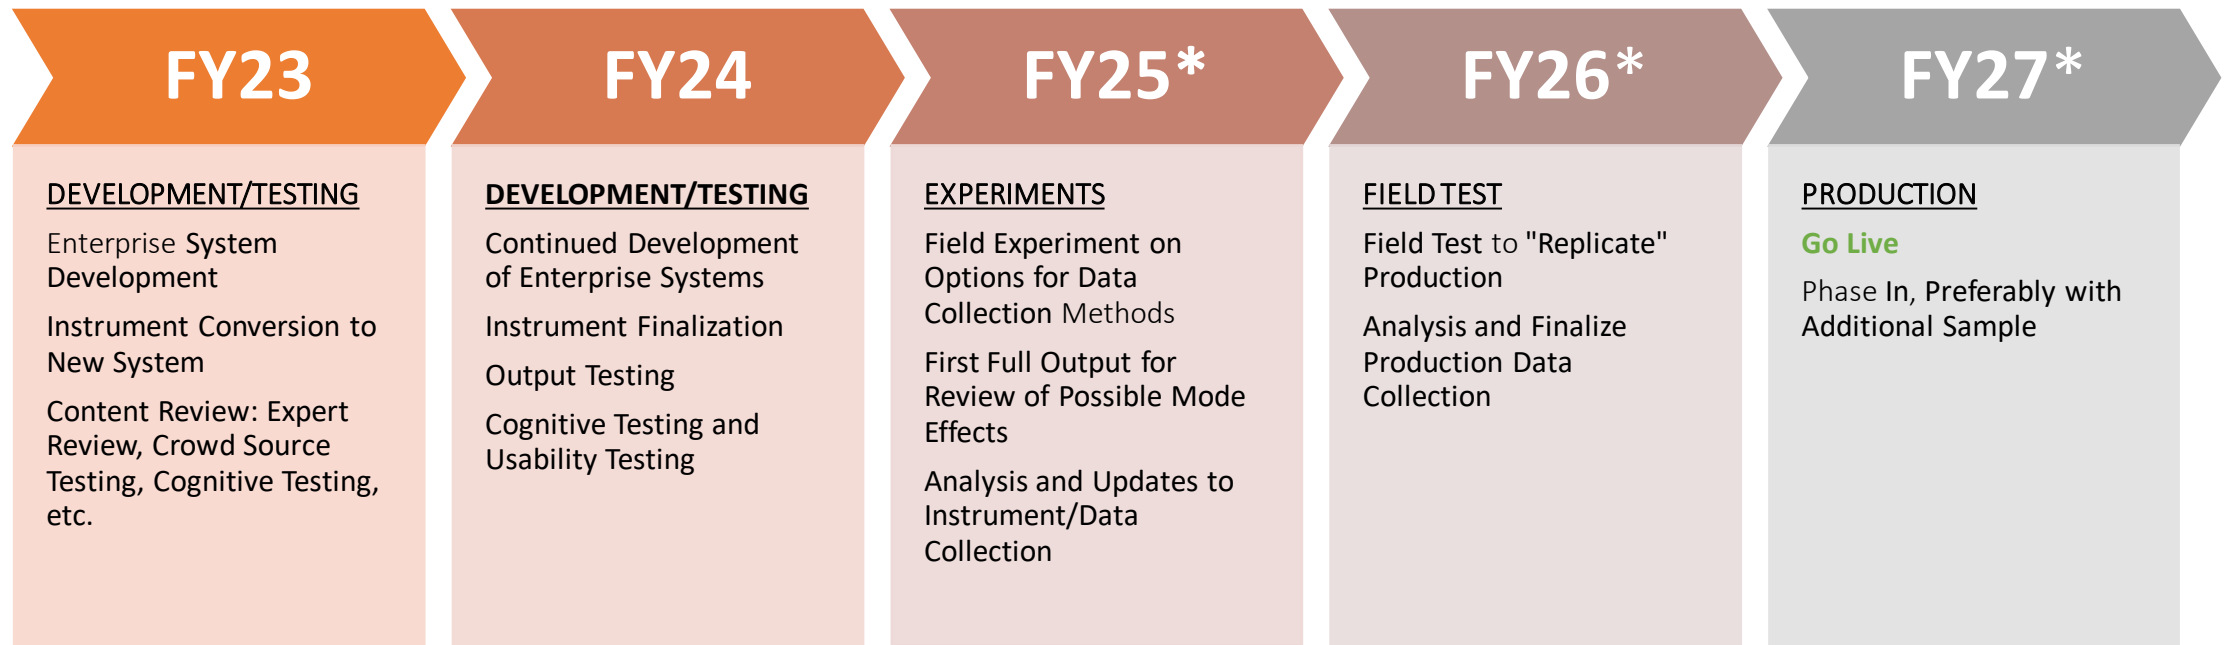 FY23
FY24
FY25*
FY26*
FY27*
DEVELOPMENT/TESTING
Enterprise System
Development
Instrument Conversion to
New System
Content Review: Expert
Review, Crowd Source
Testing, Cognitive Testing,
etc.
DEVELOPMENT/TESTING
Continued Development
of Enterprise Systems
Instrument Finalization
Output Testing
Cognitive Testing and
Usability Testing
EXPERIMENTS
Field Experiment on
Options for Data
Collection Methods
First Full Output for
Review of Possible Mode
Effects
Analysis and Updates to
Instrument/Data
Collection
FIELD TEST
Field Test to "Replicate"
Production
Analysis and Finalize
Production Data
Collection
PRODUCTION
Go Live
Phase In, Preferably with
Additional Sample